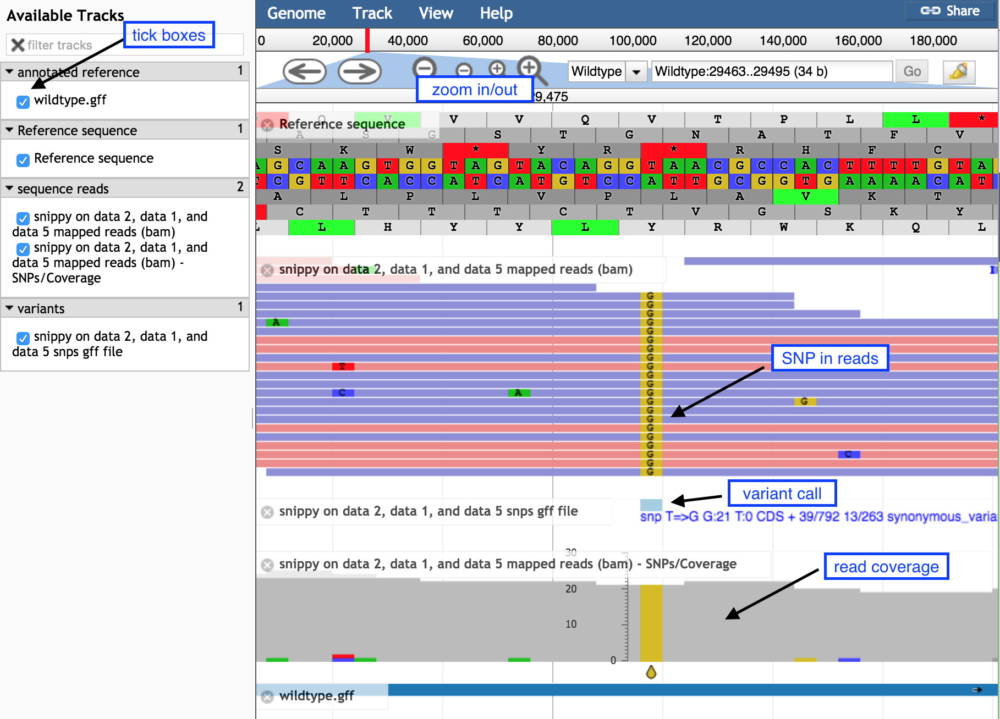 Available Tracks
tick boxes
filter tracks
annotated reference 1
wildtype.gff
Reference sequence 1
Reference sequence
sequence reads 2
snippy on data 2, data 1, and
data 5 mapped reads (bam)
snippy on data 2, data 1, and
data 5 mapped reads (bam) -
SNPs/Coverage
variants 1
snippy on data 2, data 1, and
data 5 snps gff file
Genome Track View Help Share
0 20,000 40,000 60,000 80,000 100,000 120,000 140,000 160,000 180,000
Wildtype Wildtype:29463..29495 (34 b) Go
zoom in/out
29,475
Reference sequence
* Q V V V Q V T P L L *
A S G S T G N A T F V
S K W * Y R * R H F C
A G C A A G T G G T A G T A C A G G T A A C G C C A C T T T T G T A
T C G T T C A C C A T C A T G T C C A T T G C G G T G A A A A C A T
A L P L V P L A V K T
C T T T C T V G S K Y
L L H Y Y L Y R W K Q L
snippy on data 2, data 1, and data 5 mapped reads (bam)
I
G
G
G
A G
G
G
G
G
T G
G
G
C A G
G G
G
G
G
G
G
G C
G
G
SNP in reads
variant call
snippy on data 2, data 1, and data 5 snps gff file
snp T=>G G:21 T:0 CDS + 39/792 13/263 synonymous_varia
30
snippy on data 2, data 1, and data 5 mapped reads (bam) - SNPs/Coverage
read coverage
20
10
0
wildtype.gff